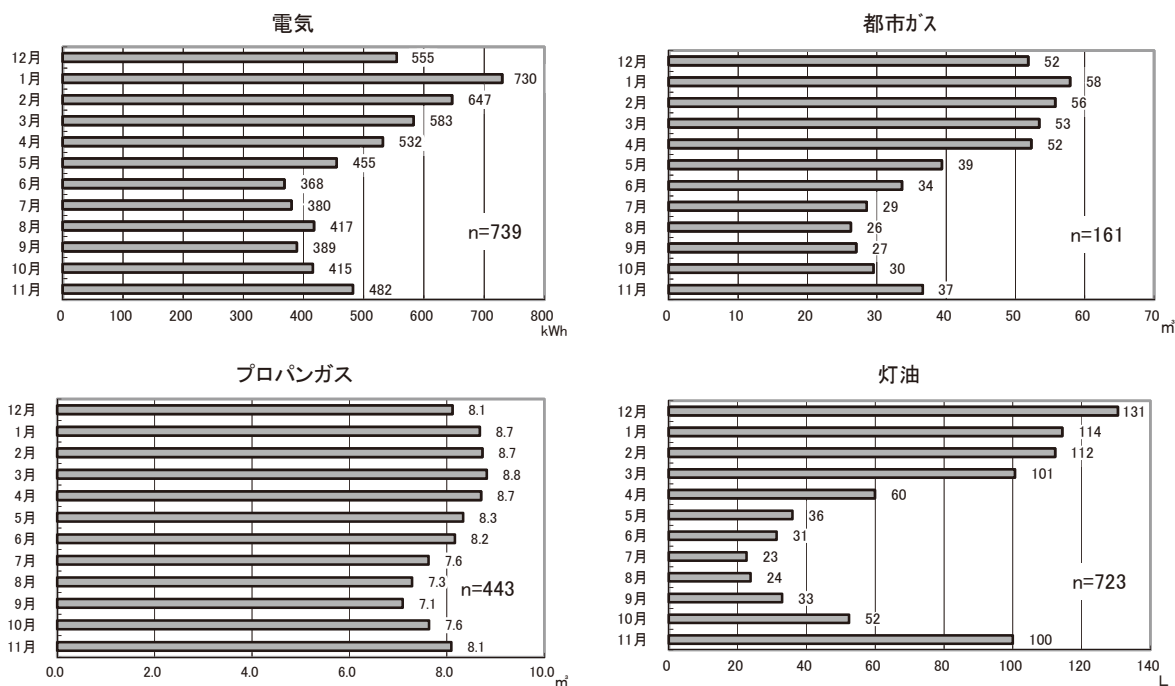 電気
12月 555
1月 730
2月 647
3月 583
4月 532
5月 455
6月 368
7月 380
8月 417
9月 389
10月 415
11月 482
n=739
0 100 200 300 400 500 600 700 800
kWh
都市ガス
12月 52
1月 58
2月 56
3月 53
4月 52
5月 39
6月 34
7月 29
8月 26
9月 27
10月 30
11月 37
n=161
0 10 20 30 40 50 60 70
㎥
プロパンガス
12月 8.1
1月 8.7
2月 8.7
3月 8.8
4月 8.7
5月 8.3
6月 8.2
7月 7.6
8月 7.3
9月 7.1
10月 7.6
11月 8.1
n=443
0.0 2.0 4.0 6.0 8.0 10.0
㎥
灯油
12月 131
1月 114
2月 112
3月 101
4月 60
5月 36
6月 31
7月 23
8月 24
9月 33
10月 52
11月 100
n=723
0 20 40 60 80 100 120 140
L